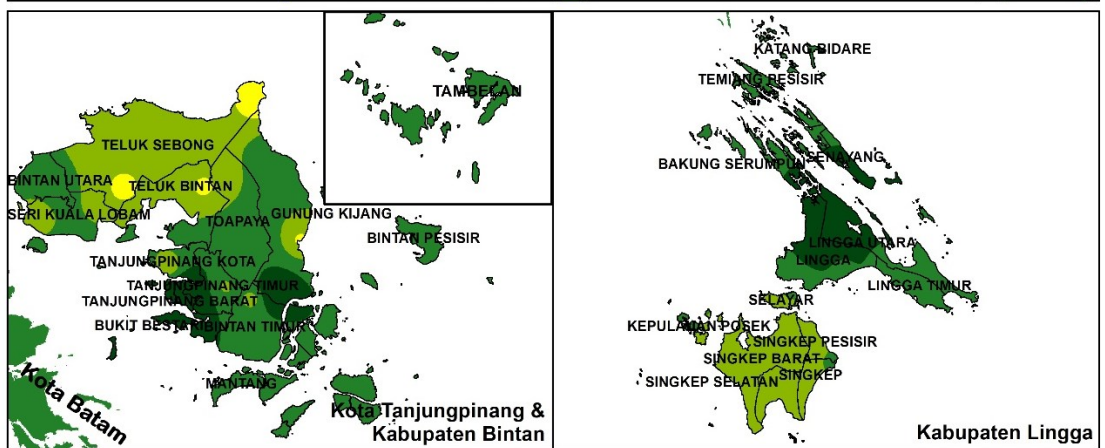 TAMBELAN
TELUK SEBONG
BINTAN UTARA
TELUK BINTAN
SERI KUALA LOBAM
TOAPAYA
GUNUNG KIJANG
BINTAN PESISIR
TANJUNGPINANG KOTA
TANJUNGPINANG TIMUR
TANJUNGPINANG BARAT
BUKIT BESTARI
BINTAN TIMUR
MANTANG
Kota Batam
Kota Tanjungpinang &
Kabupaten Bintan
KATANG BIDARE
TEMIANG PESISIR
BAKUNG SERUMPUN
SENAYANG
LINGGA UTARA
LINGGA
LINGGA TIMUR
SELAYAR
KEPULAUAN POSEK
SINGKEP PESISIR
SINGKEP BARAT
SINGKEP
SINGKEP SELATAN
Kabupaten Lingga